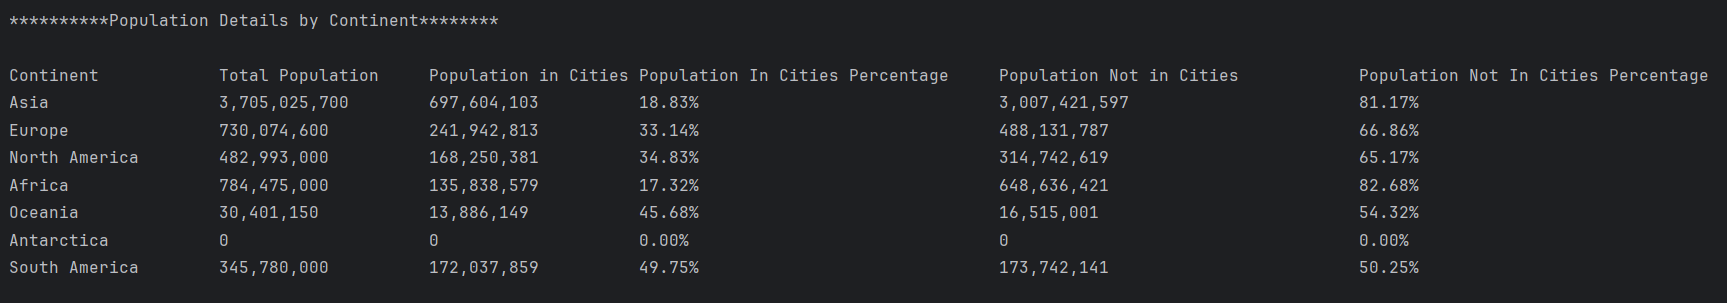 **********Population Details by Continent********
Continent Total Population Population in Cities Population In Cities Percentage Population Not in Cities Population Not In Cities Percentage
Asia 3,705,025,700 697,604,103 18.83% 3,007,421,597 81.17%
Europe 730,074,600 241,942,813 33.14% 488,131,787 66.86%
North America 482,993,000 168,250,381 34.83% 314,742,619 65.17%
Africa 784,475,000 135,838,579 17.32% 648,636,421 82.68%
Oceania 30,401,150 13,886,149 45.68% 16,515,001 54.32%
Antarctica 0 0 0.00% 0 0.00%
South America 345,780,000 172,037,859 49.75% 173,742,141 50.25%